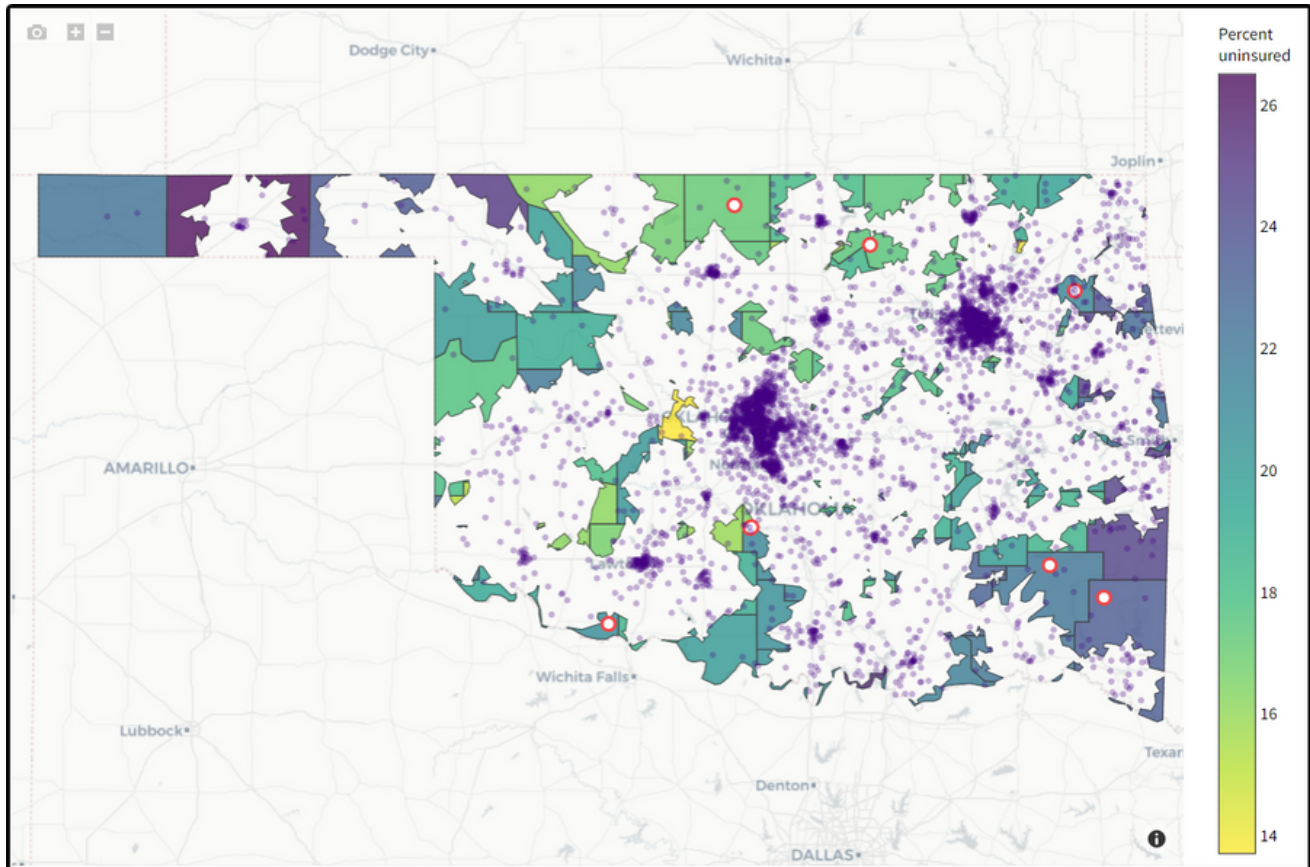 Dodge City
Wichita
Percent
uninsured
26
Joplin
24
22
AMARILLO
20
OKLAHOMA
18
Wichita Falls
16
Lubbock
Denton
14
DALLAS